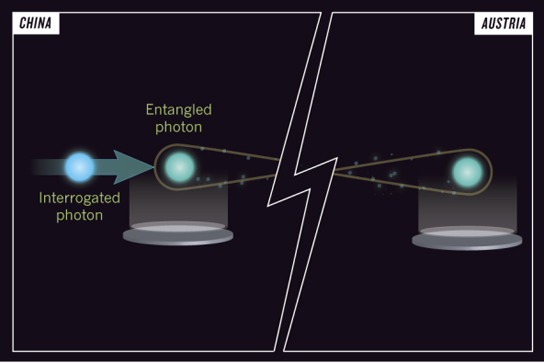 CHINA
AUSTRIA
Entangled
photon
Interrogated
photon